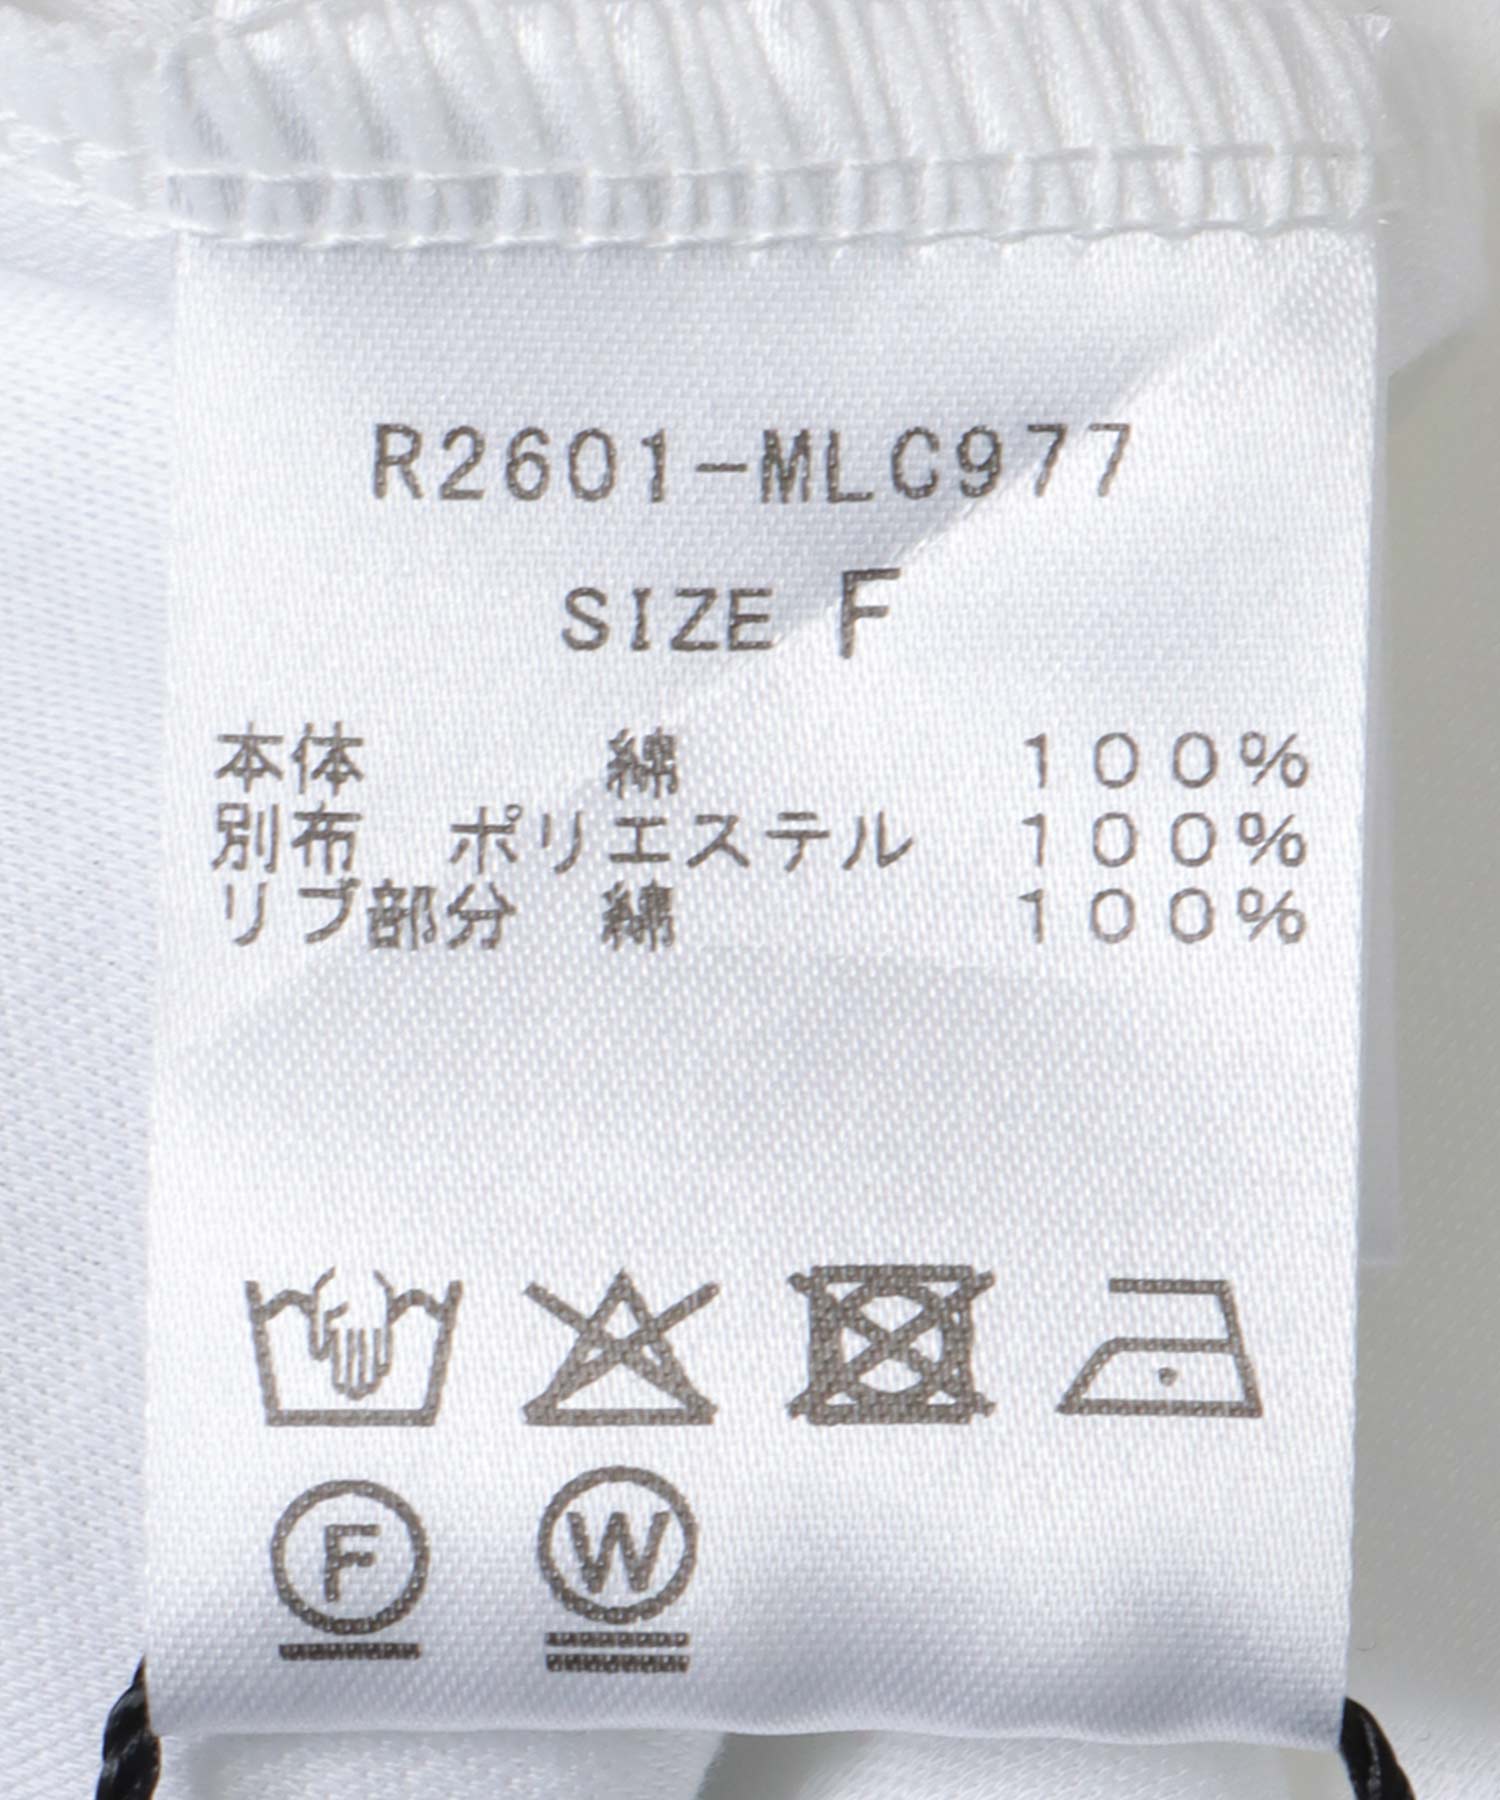 R2601-MLC977
SIZE F
本体 綿 100%
別布 ポリエステル 100%
リブ部分 綿 100%
F
W